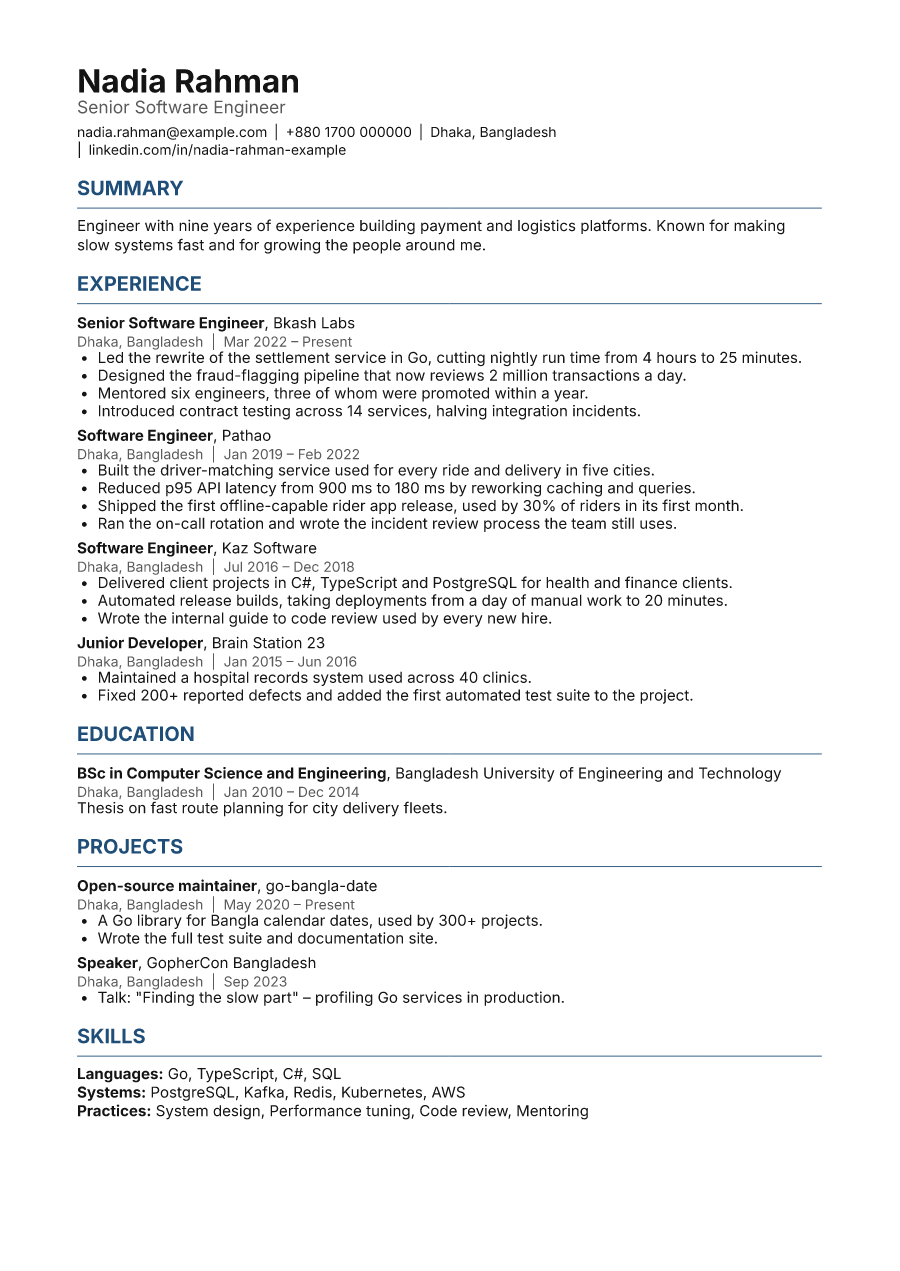 Nadia Rahman
Senior Software Engineer
nadia.rahman@example.com | +880 1700 000000 | Dhaka, Bangladesh
| linkedin.com/in/nadia-rahman-example
SUMMARY
Engineer with nine years of experience building payment and logistics platforms. Known for making
slow systems fast and for growing the people around me.
EXPERIENCE
Senior Software Engineer, Bkash Labs
Dhaka, Bangladesh | Mar 2022 – Present
• Led the rewrite of the settlement service in Go, cutting nightly run time from 4 hours to 25 minutes.
• Designed the fraud-flagging pipeline that now reviews 2 million transactions a day.
• Mentored six engineers, three of whom were promoted within a year.
• Introduced contract testing across 14 services, halving integration incidents.
Software Engineer, Pathao
Dhaka, Bangladesh | Jan 2019 – Feb 2022
• Built the driver-matching service used for every ride and delivery in five cities.
• Reduced p95 API latency from 900 ms to 180 ms by reworking caching and queries.
• Shipped the first offline-capable rider app release, used by 30% of riders in its first month.
• Ran the on-call rotation and wrote the incident review process the team still uses.
Software Engineer, Kaz Software
Dhaka, Bangladesh | Jul 2016 – Dec 2018
• Delivered client projects in C#, TypeScript and PostgreSQL for health and finance clients.
• Automated release builds, taking deployments from a day of manual work to 20 minutes.
• Wrote the internal guide to code review used by every new hire.
Junior Developer, Brain Station 23
Dhaka, Bangladesh | Jan 2015 – Jun 2016
• Maintained a hospital records system used across 40 clinics.
• Fixed 200+ reported defects and added the first automated test suite to the project.
EDUCATION
BSc in Computer Science and Engineering, Bangladesh University of Engineering and Technology
Dhaka, Bangladesh | Jan 2010 – Dec 2014
Thesis on fast route planning for city delivery fleets.
PROJECTS
Open-source maintainer, go-bangla-date
Dhaka, Bangladesh | May 2020 – Present
• A Go library for Bangla calendar dates, used by 300+ projects.
• Wrote the full test suite and documentation site.
Speaker, GopherCon Bangladesh
Dhaka, Bangladesh | Sep 2023
• Talk: "Finding the slow part" – profiling Go services in production.
SKILLS
Languages: Go, TypeScript, C#, SQL
Systems: PostgreSQL, Kafka, Redis, Kubernetes, AWS
Practices: System design, Performance tuning, Code review, Mentoring